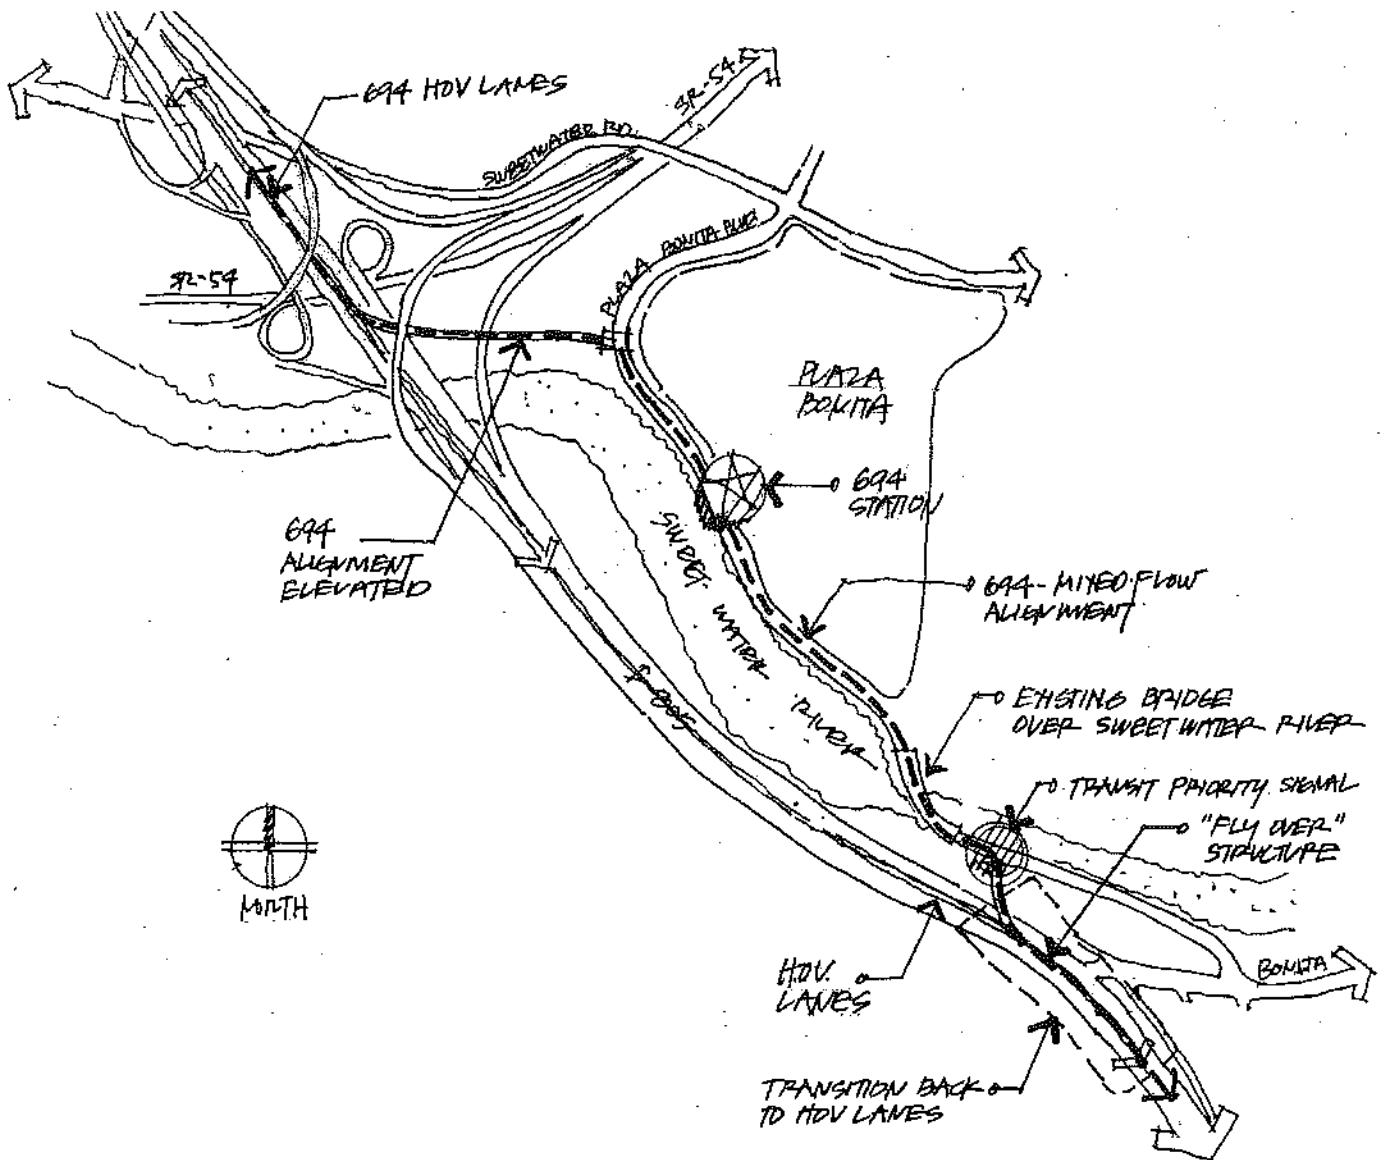 694 HOV LANES
SR-54
SWEETWATER RD.
PLAZA BONITA BLVD
SR-54
PLAZA
BONITA
694
STATION
694
ALIGNMENT
ELEVATED
SWEET WATER RIVER
694-MIXED FLOW
ALIGNMENT
805
EXISTING BRIDGE
OVER SWEETWATER RIVER
TRANSIT PRIORITY SIGNAL
"FLY OVER"
STRUCTURE
NORTH
H.O.V.
LANES
BONITA
TRANSITION BACK
TO HOV LANES